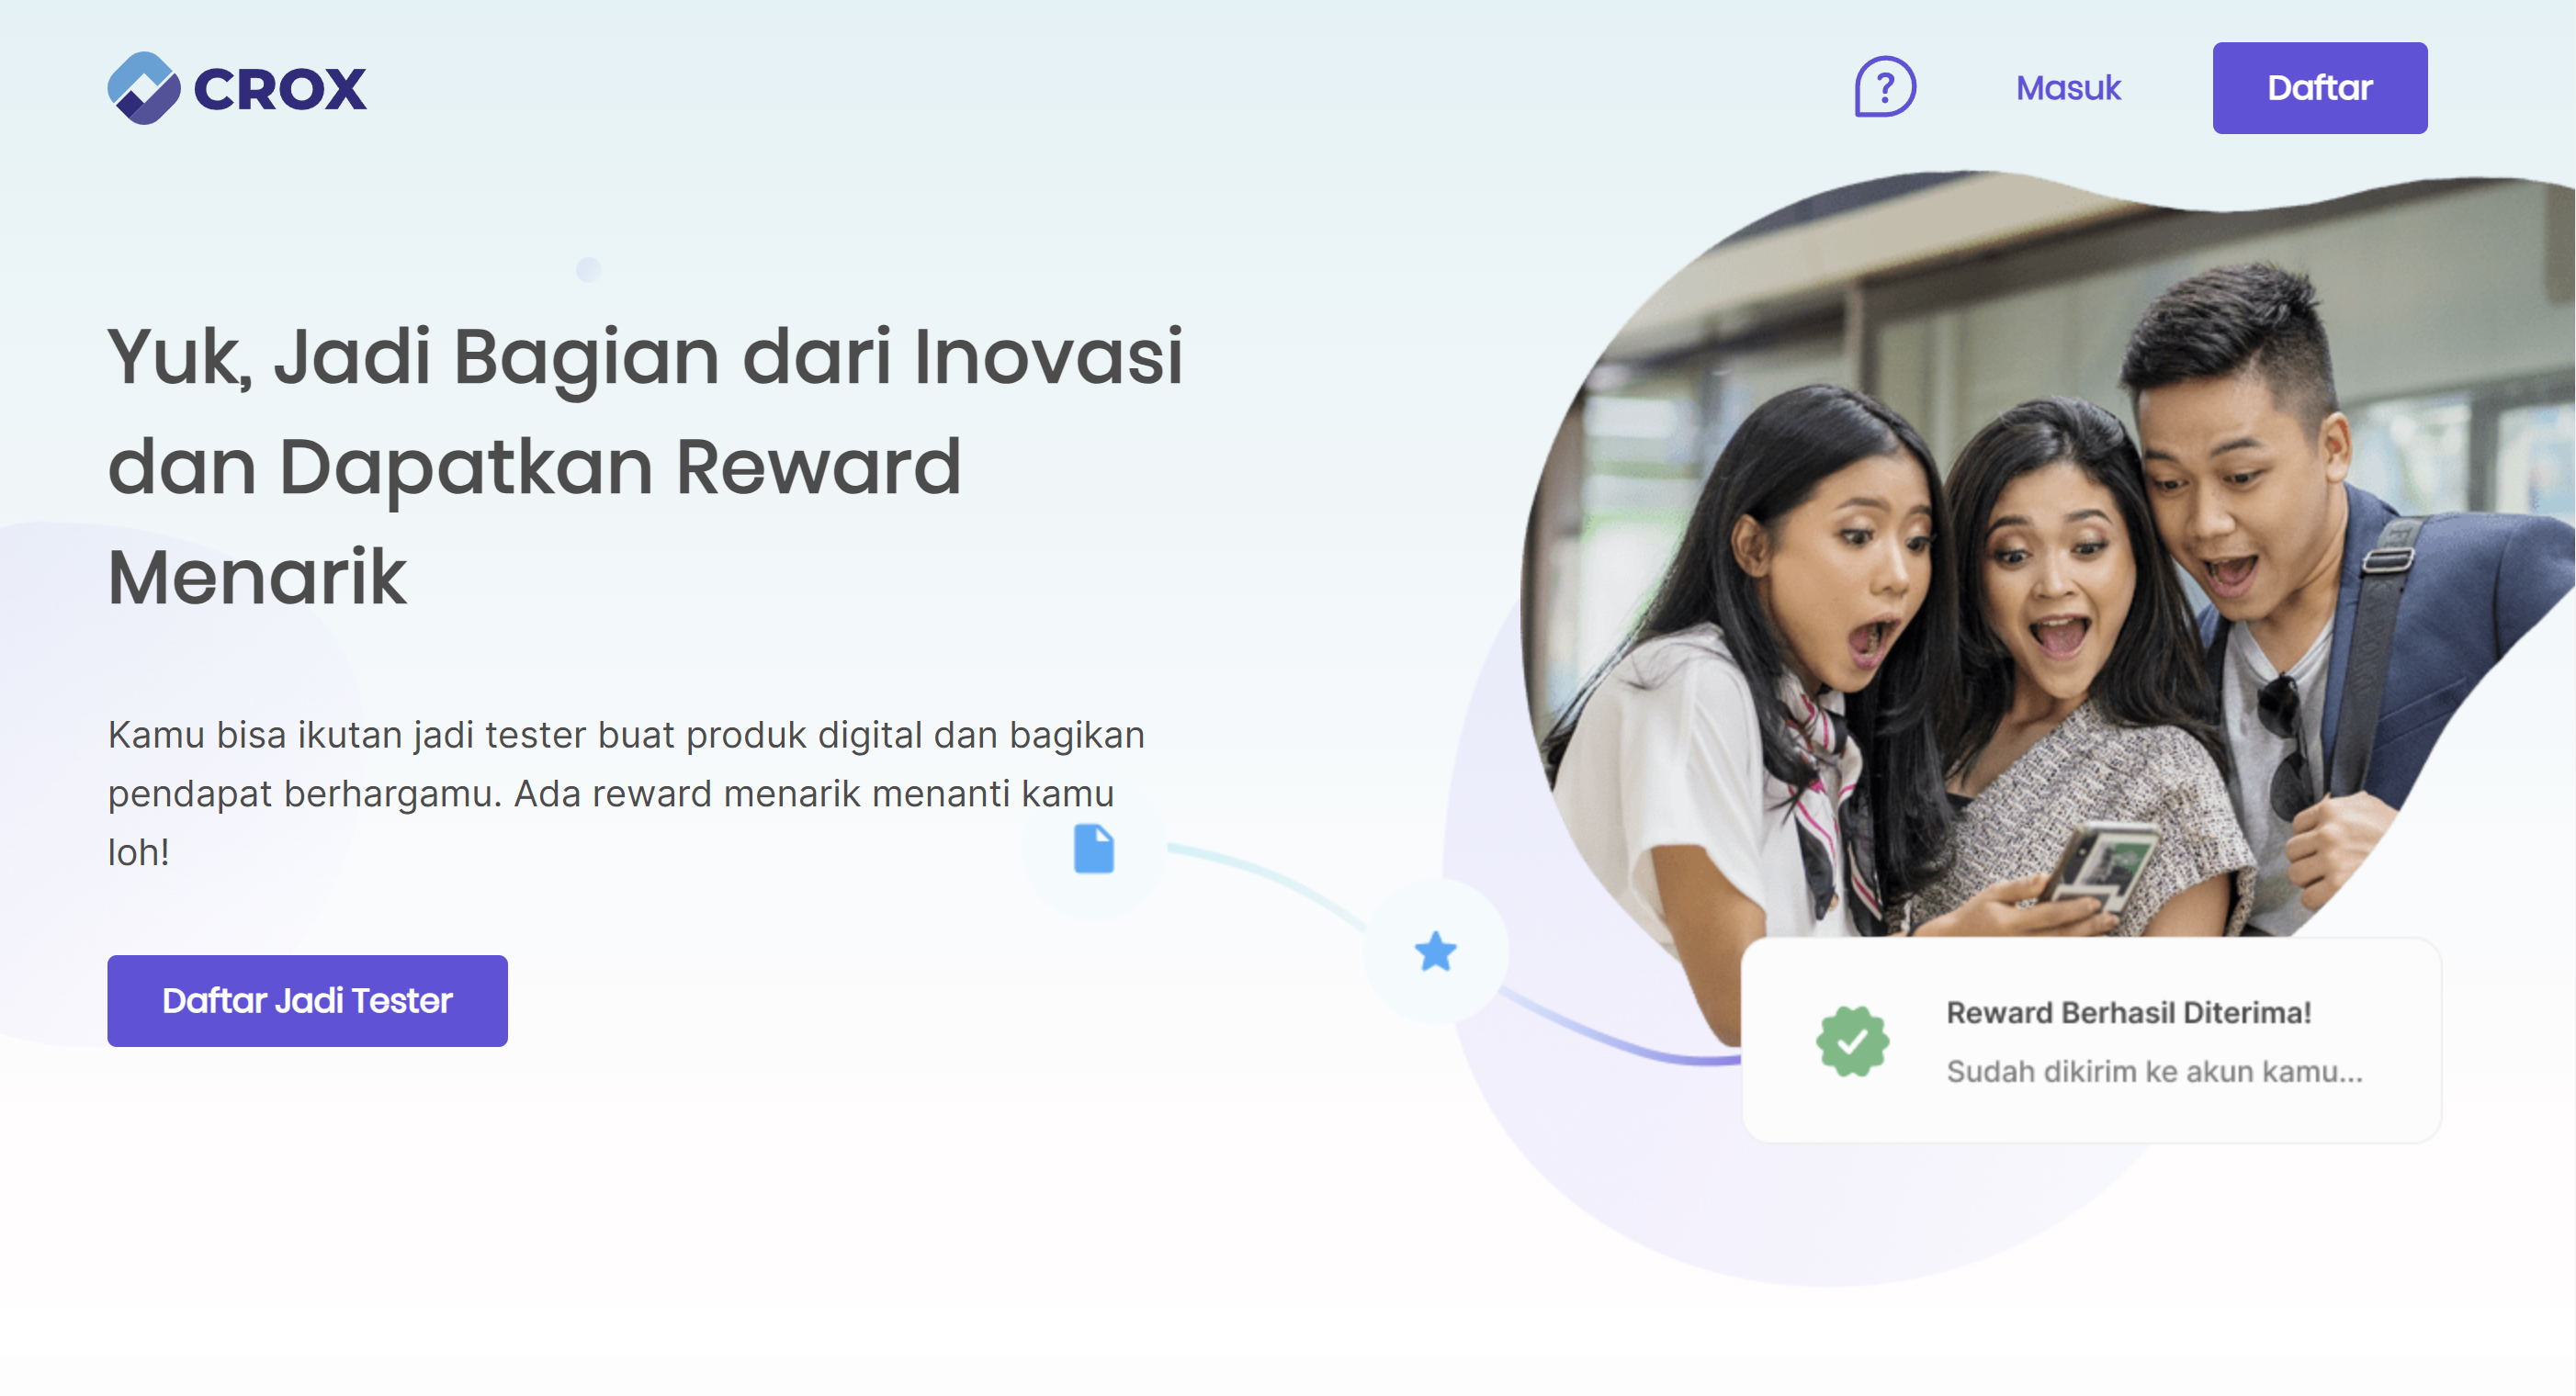 CROX
?
Masuk
Daftar
Yuk, Jadi Bagian dari Inovasi
dan Dapatkan Reward
Menarik
Kamu bisa ikutan jadi tester buat produk digital dan bagikan
pendapat berhargamu. Ada reward menarik menanti kamu
loh!
Daftar Jadi Tester
Reward Berhasil Diterima!
Sudah dikirim ke akun kamu...